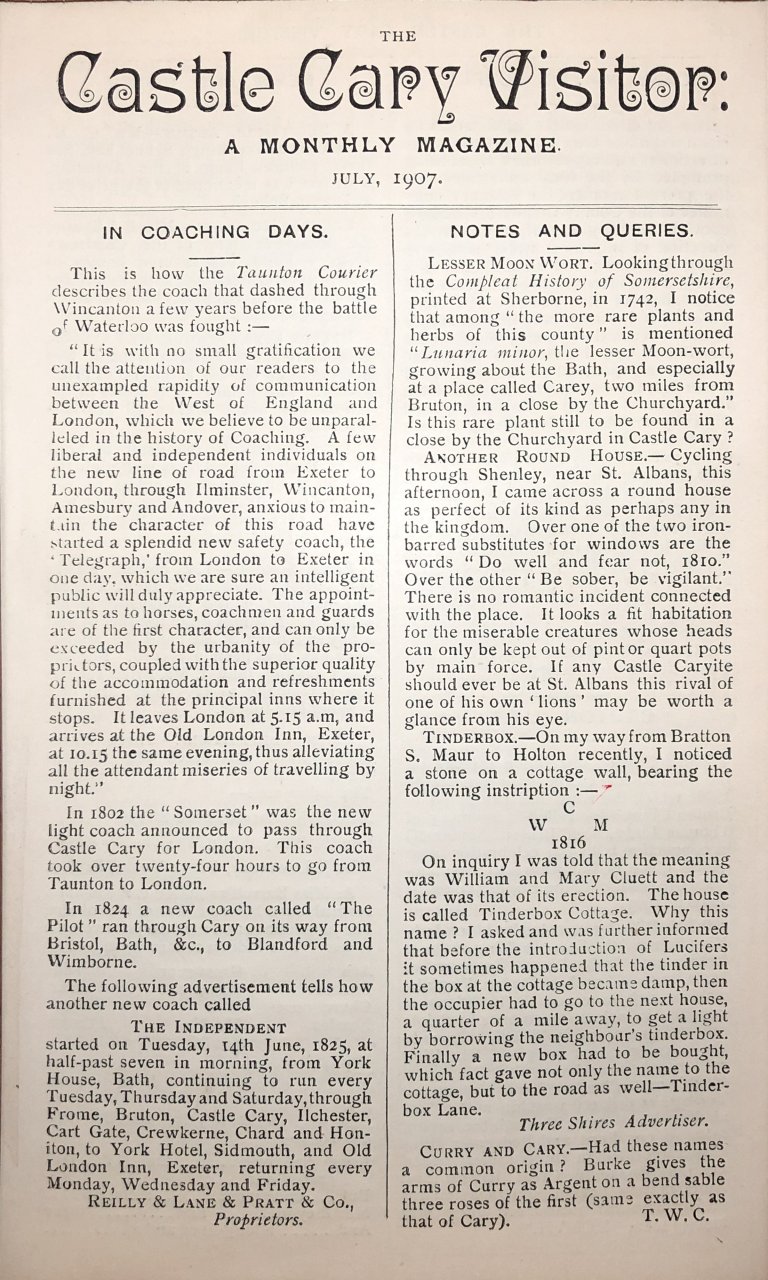 THE
Castle Cary Visitor:
A MONTHLY MAGAZINE.
JULY, 1907.
IN COACHING DAYS.
This is how the Taunton Courier
describes the coach that dashed through
Wincanton a few years before the battle
of Waterloo was fought :—
“It is with no small gratification we
call the attention of our readers to the
unexampled rapidity of communication
between the West of England and
London, which we believe to be unparal-
leled in the history of Coaching. A few
liberal and independent individuals on
the new line of road from Exeter to
London, through Ilminster, Wincanton,
Amesbury and Andover, anxious to main-
tain the character of this road have
started a splendid new safety coach, the
‘Telegraph,’ from London to Exeter in
one day, which we are sure an intelligent
public will duly appreciate. The appoint-
ments as to horses, coachmen and guards
are of the first character, and can only be
exceeded by the urbanity of the pro-
prietors, coupled with the superior quality
of the accommodation and refreshments
furnished at the principal inns where it
stops. It leaves London at 5.15 a.m, and
arrives at the Old London Inn, Exeter,
at 10.15 the same evening, thus alleviating
all the attendant miseries of travelling by
night.”
In 1802 the “Somerset” was the new
light coach announced to pass through
Castle Cary for London. This coach
took over twenty-four hours to go from
Taunton to London.
In 1824 a new coach called “The
Pilot” ran through Cary on its way from
Bristol, Bath, &c., to Blandford and
Wimborne.
The following advertisement tells how
another new coach called
THE INDEPENDENT
started on Tuesday, 14th June, 1825, at
half-past seven in morning, from York
House, Bath, continuing to run every
Tuesday, Thursday and Saturday, through
Frome, Bruton, Castle Cary, Ilchester,
Cart Gate, Crewkerne, Chard and Hon-
iton, to York Hotel, Sidmouth, and Old
London Inn, Exeter, returning every
Monday, Wednesday and Friday.
REILLY & LANE & PRATT & Co.,
Proprietors.
NOTES AND QUERIES.
LESSER MOON WORT. Looking through
the Compleat History of Somersetshire,
printed at Sherborne, in 1742, I notice
that among “the more rare plants and
herbs of this county” is mentioned
“Lunaria minor, the lesser Moon-wort,
growing about the Bath, and especially
at a place called Carey, two miles from
Bruton, in a close by the Churchyard.”
Is this rare plant still to be found in a
close by the Churchyard in Castle Cary ?
ANOTHER ROUND HOUSE.— Cycling
through Shenley, near St. Albans, this
afternoon, I came across a round house
as perfect of its kind as perhaps any in
the kingdom. Over one of the two iron-
barred substitutes for windows are the
words “Do well and fear not, 1810.”
Over the other “Be sober, be vigilant.”
There is no romantic incident connected
with the place. It looks a fit habitation
for the miserable creatures whose heads
can only be kept out of pint or quart pots
by main force. If any Castle Caryite
should ever be at St. Albans this rival of
one of his own ‘lions’ may be worth a
glance from his eye.
TINDERBOX.—On my way from Bratton
S. Maur to Holton recently, I noticed
a stone on a cottage wall, bearing the
following instription :—
C
W M
1816
On inquiry I was told that the meaning
was William and Mary Cluett and the
date was that of its erection. The house
is called Tinderbox Cottage. Why this
name ? I asked and was further informed
that before the introduction of Lucifers
it sometimes happened that the tinder in
the box at the cottage became damp, then
the occupier had to go to the next house,
a quarter of a mile away, to get a light
by borrowing the neighbour’s tinderbox.
Finally a new box had to be bought,
which fact gave not only the name to the
cottage, but to the road as well—Tinder-
box Lane.
Three Shires Advertiser.
CURRY AND CARY.—Had these names
a common origin ? Burke gives the
arms of Curry as Argent on a bend sable
three roses of the first (same exactly as
that of Cary). T. W. C.